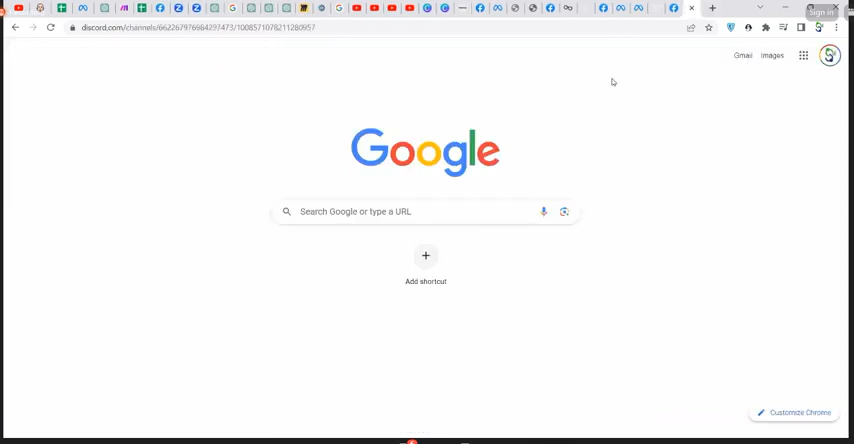 Sign in
discord.com/channels/662267976984297473/1008571078211280957
Gmail Images
Google
Search Google or type a URL
Add shortcut
Customize Chrome